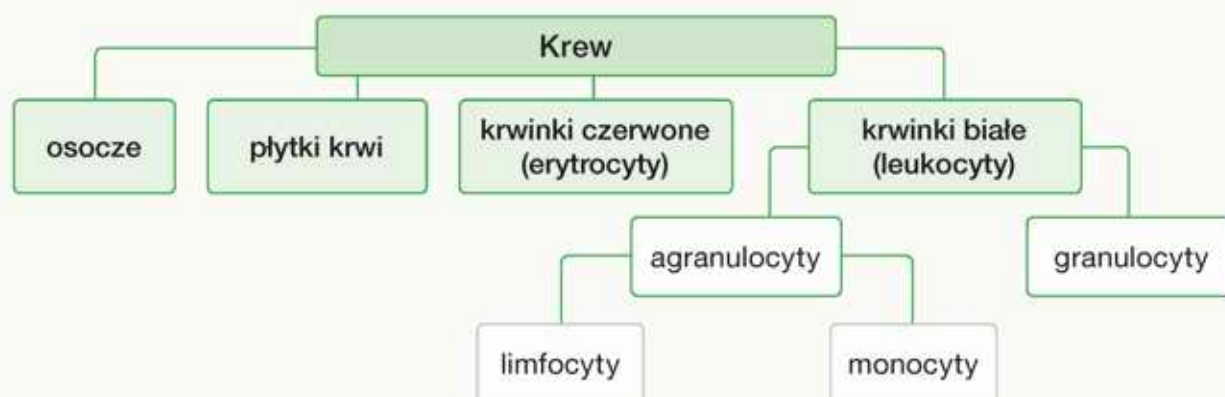 Krew
osocze
płytki krwi
krwinki czerwone
(erytrocyty)
krwinki białe
(leukocyty)
agranulocyty
granulocyty
limfocyty
monocyty